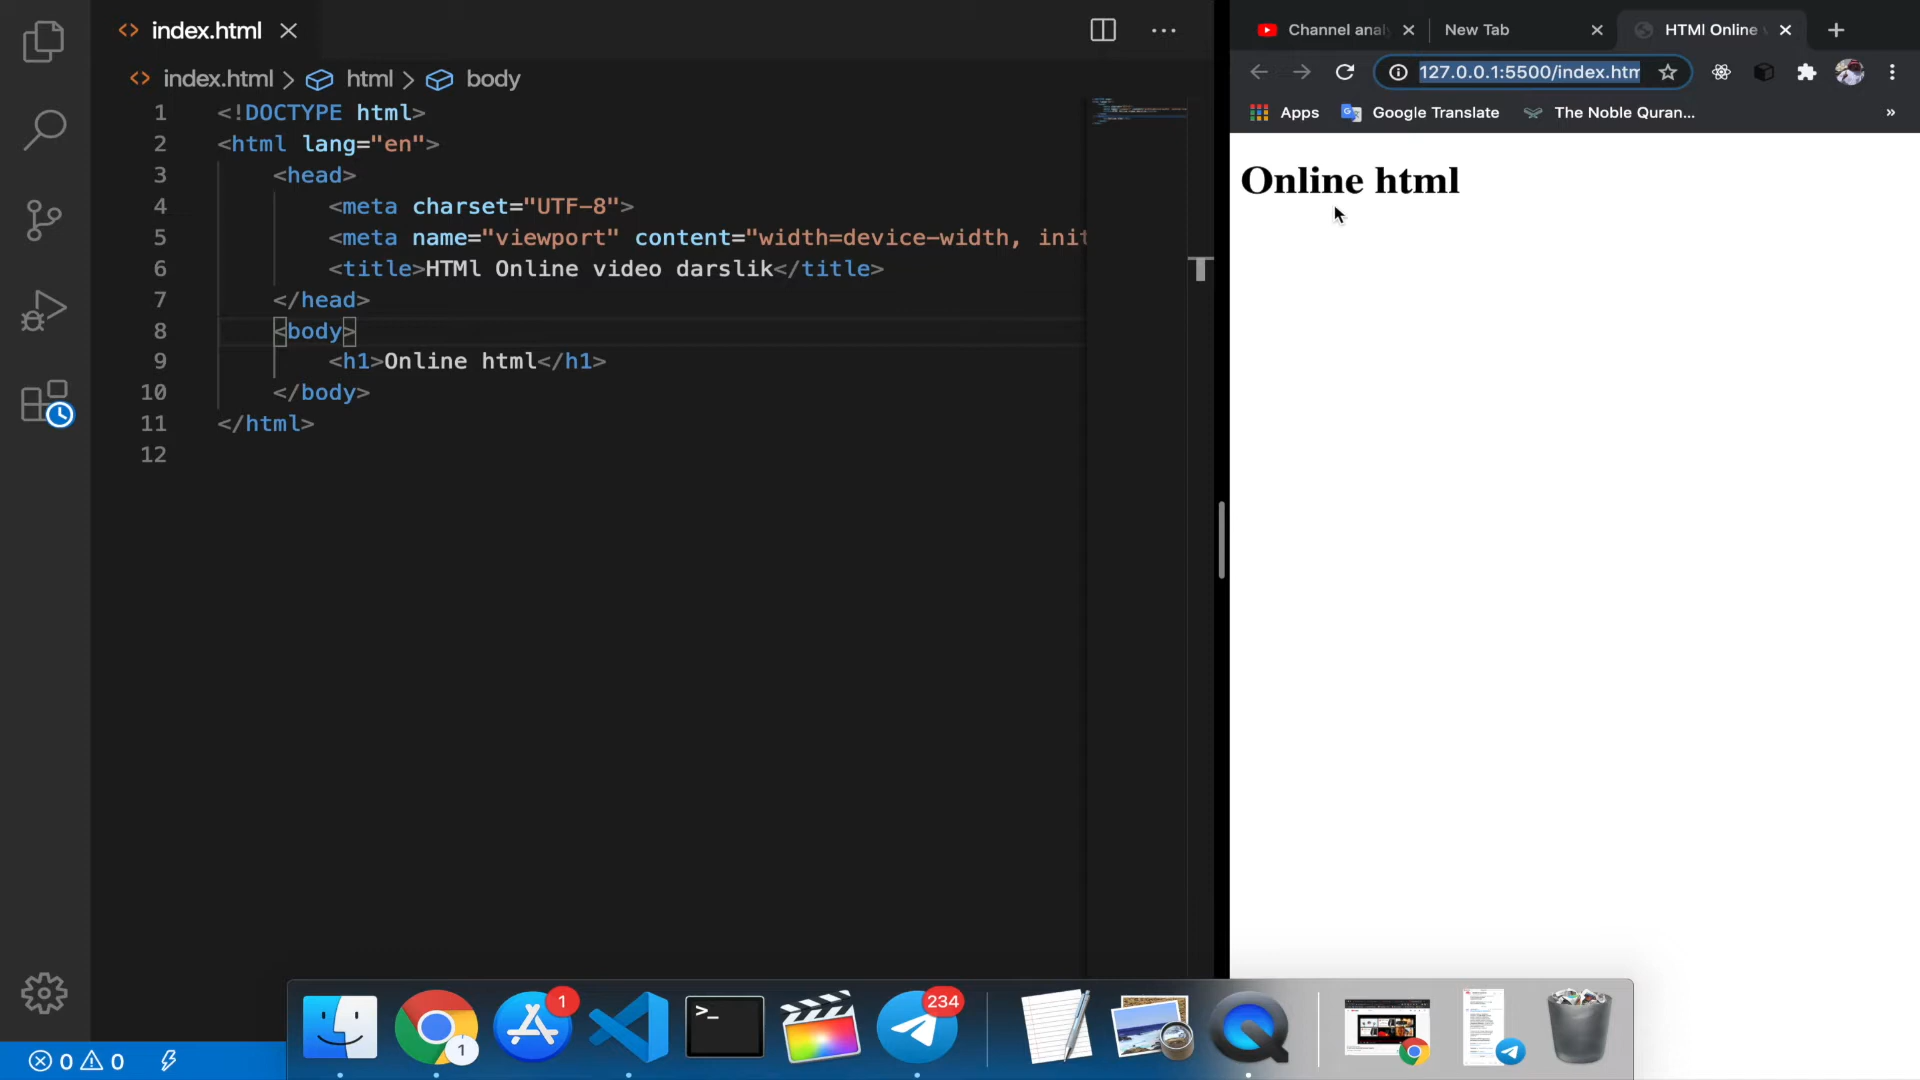 index.html
index.html > html > body
1 <!DOCTYPE html>
2 <html lang="en">
3 <head>
4 <meta charset="UTF-8">
5 <meta name="viewport" content="width=device-width, init
6 <title>HTMl Online video darslik</title>
7 </head>
8 <body>
9 <h1>Online html</h1>
10 </body>
11 </html>
12
0 0
Channel anal
New Tab
HTMl Online
127.0.0.1:5500/index.htm
Apps
Google Translate
The Noble Quran...
»
Online html
1
1
>_
234